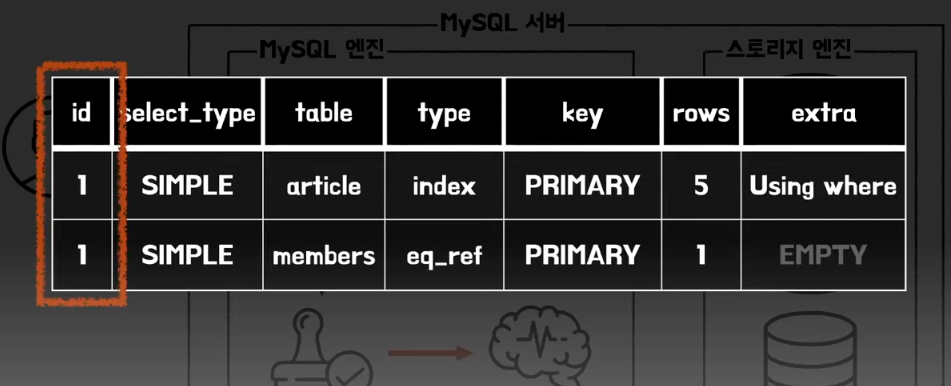 MySQL 서버
MySQL 엔진
스토리지 엔진
id select_type table type key rows extra
1 SIMPLE article index PRIMARY 5 Using where
1 SIMPLE members eq_ref PRIMARY 1 EMPTY